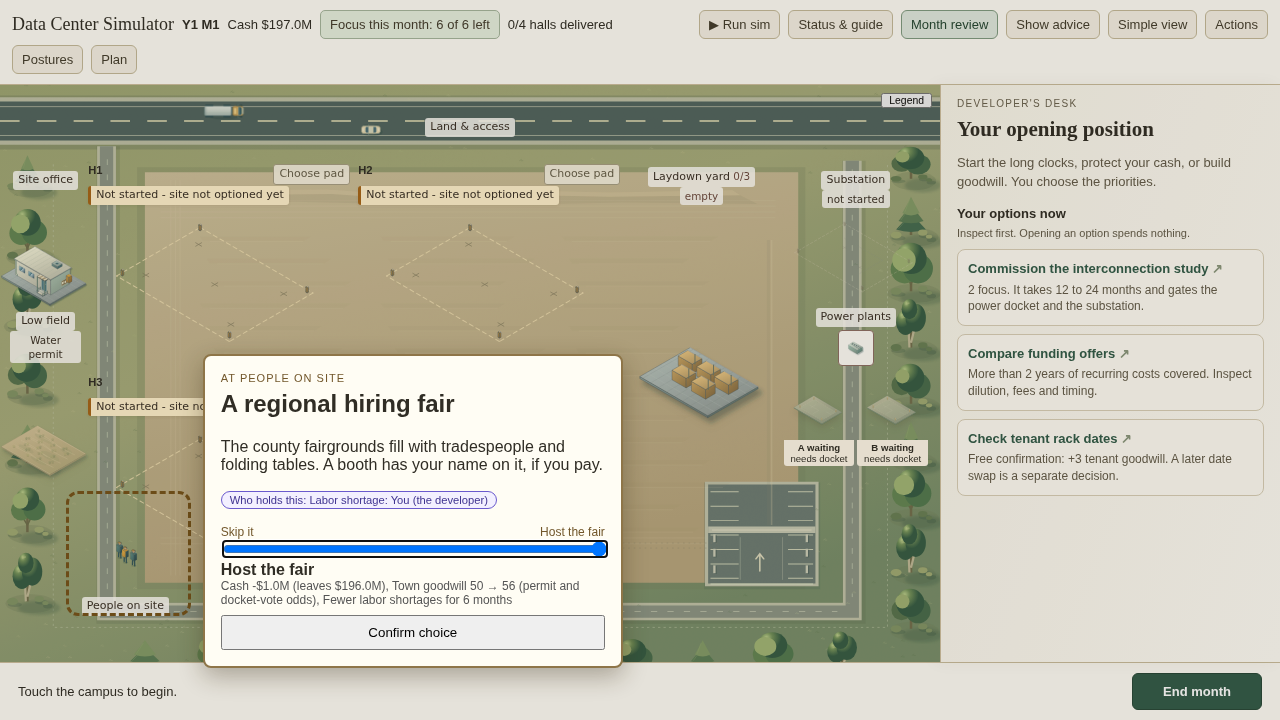 Data Center Simulator Y1 M1 Cash $197.0M Focus this month: 6 of 6 left 0/4 halls delivered
▶ Run sim Status & guide Month review Show advice Simple view Actions
Postures Plan
Legend
Land & access
Site office
H1
Choose pad
Not started - site not optioned yet
H2
Choose pad
Not started - site not optioned yet
Laydown yard 0/3
empty
Substation
not started
Low field
Water
permit
Power plants
H3
Not started - site no
A waiting
needs docket
B waiting
needs docket
People on site
AT PEOPLE ON SITE
A regional hiring fair
The county fairgrounds fill with tradespeople and
folding tables. A booth has your name on it, if you pay.
Who holds this: Labor shortage: You (the developer)
Skip it Host the fair
Host the fair
Cash -$1.0M (leaves $196.0M), Town goodwill 50 → 56 (permit and
docket-vote odds), Fewer labor shortages for 6 months
Confirm choice
DEVELOPER'S DESK
Your opening position
Start the long clocks, protect your cash, or build
goodwill. You choose the priorities.
Your options now
Inspect first. Opening an option spends nothing.
Commission the interconnection study ↗
2 focus. It takes 12 to 24 months and gates the
power docket and the substation.
Compare funding offers ↗
More than 2 years of recurring costs covered. Inspect
dilution, fees and timing.
Check tenant rack dates ↗
Free confirmation: +3 tenant goodwill. A later date
swap is a separate decision.
Touch the campus to begin.
End month